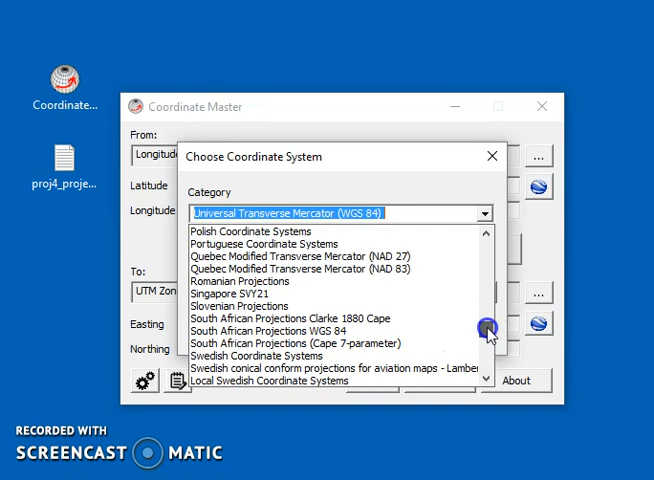 Coordinate...
proj4_proje...
Coordinate Master
From:
Longitud
...
Latitude
Longitude
To:
UTM Zon
...
Easting
Northing
About
Choose Coordinate System
Category
Universal Transverse Mercator (WGS 84)
Polish Coordinate Systems
Portuguese Coordinate Systems
Quebec Modified Transverse Mercator (NAD 27)
Quebec Modified Transverse Mercator (NAD 83)
Romanian Projections
Singapore SVY21
Slovenian Projections
South African Projections Clarke 1880 Cape
South African Projections WGS 84
South African Projections (Cape 7-parameter)
Swedish Coordinate Systems
Swedish conical conform projections for aviation maps - Lamber
Local Swedish Coordinate Systems
RECORDED WITH
SCREENCAST MATIC